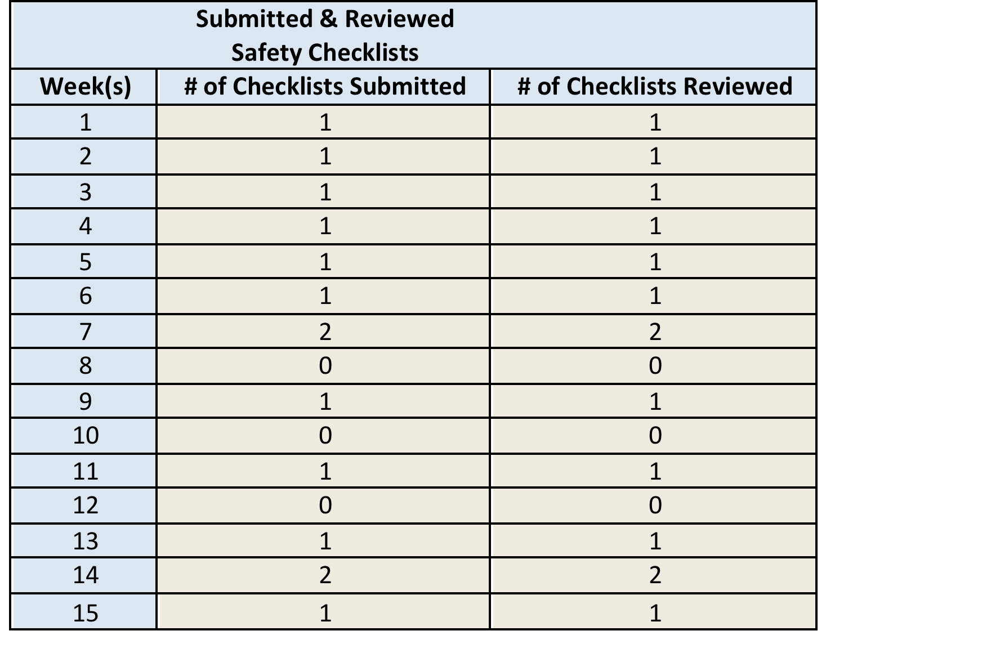 Submitted & Reviewed
Safety Checklists
Week(s) # of Checklists Submitted # of Checklists Reviewed
1 1 1
2 1 1
3 1 1
4 1 1
5 1 1
6 1 1
7 2 2
8 0 0
9 1 1
10 0 0
11 1 1
12 0 0
13 1 1
14 2 2
15 1 1